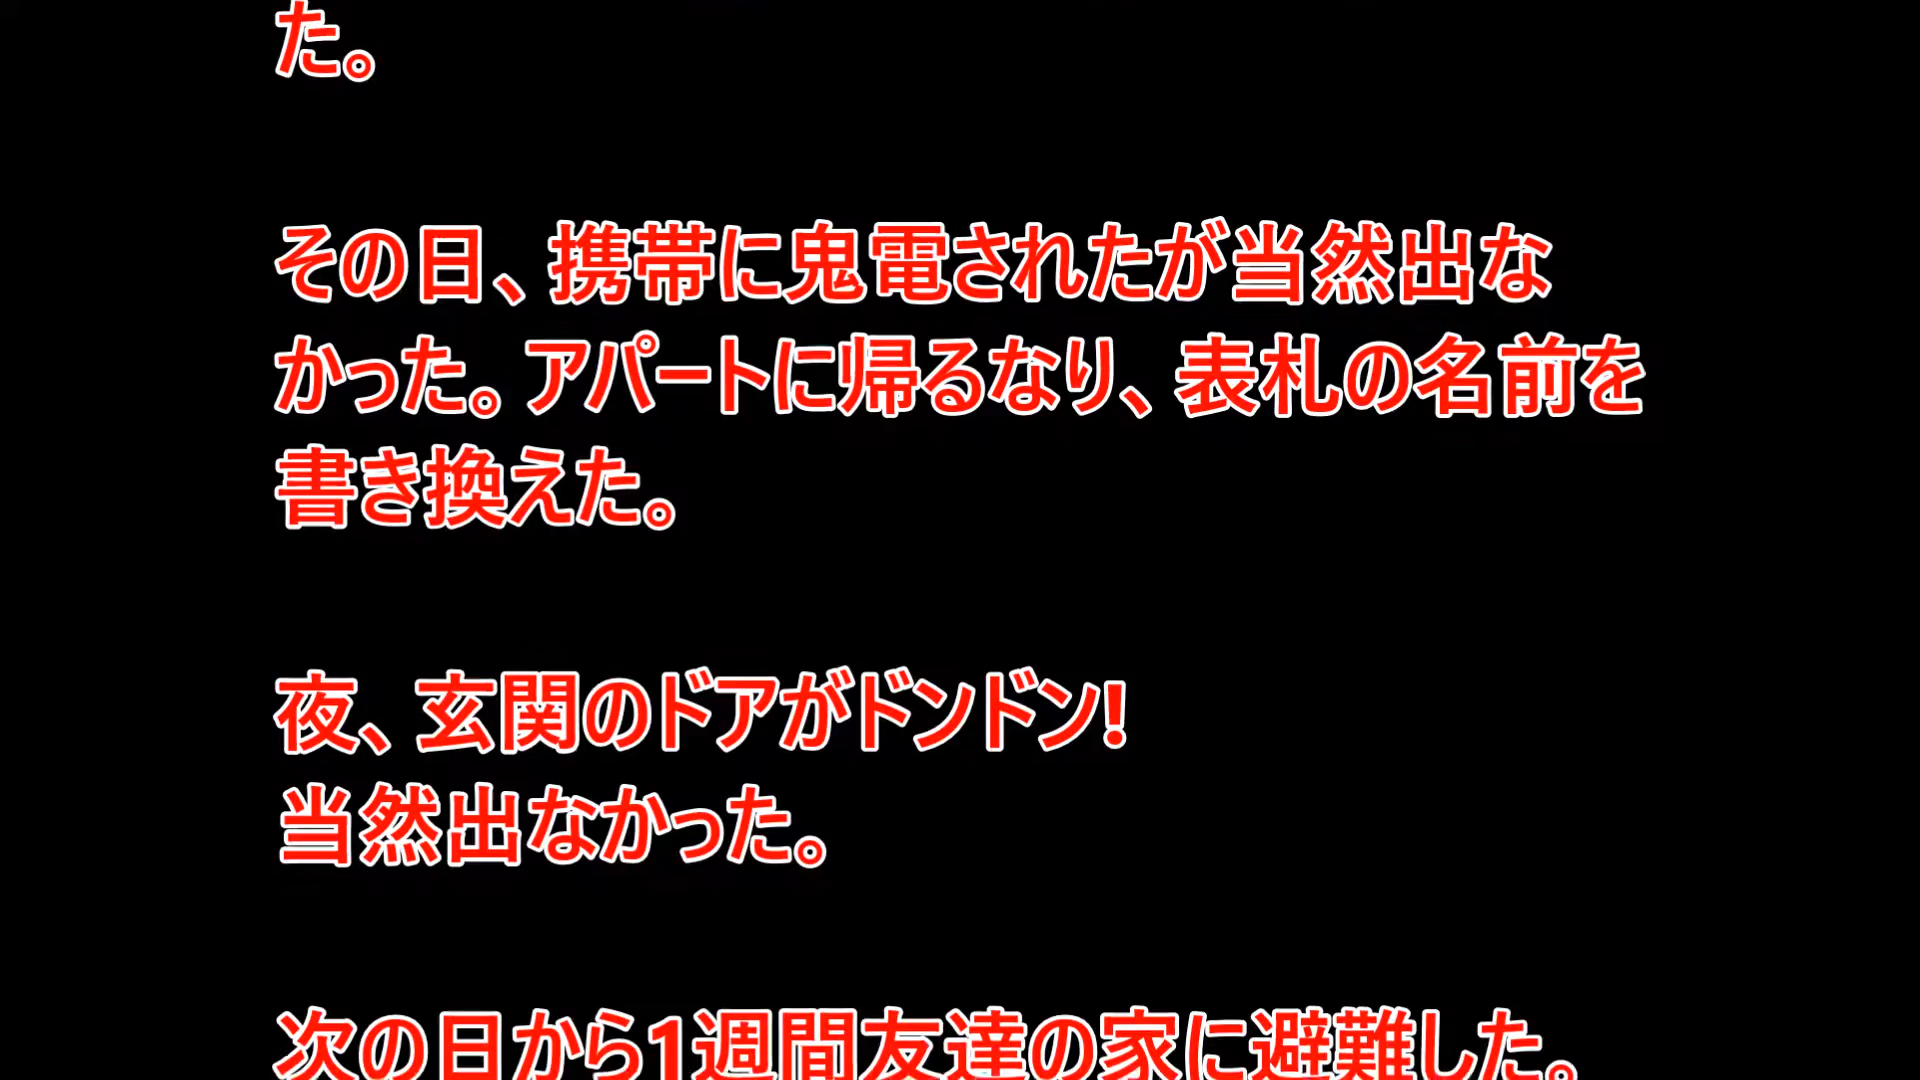 た。
その日、携帯に鬼電されたが当然出な
かった。アパートに帰るなり、表札の名前を
書き換えた。
夜、玄関のドアがドンドン!
当然出なかった。
次の日から1週間友達の家に避難した。